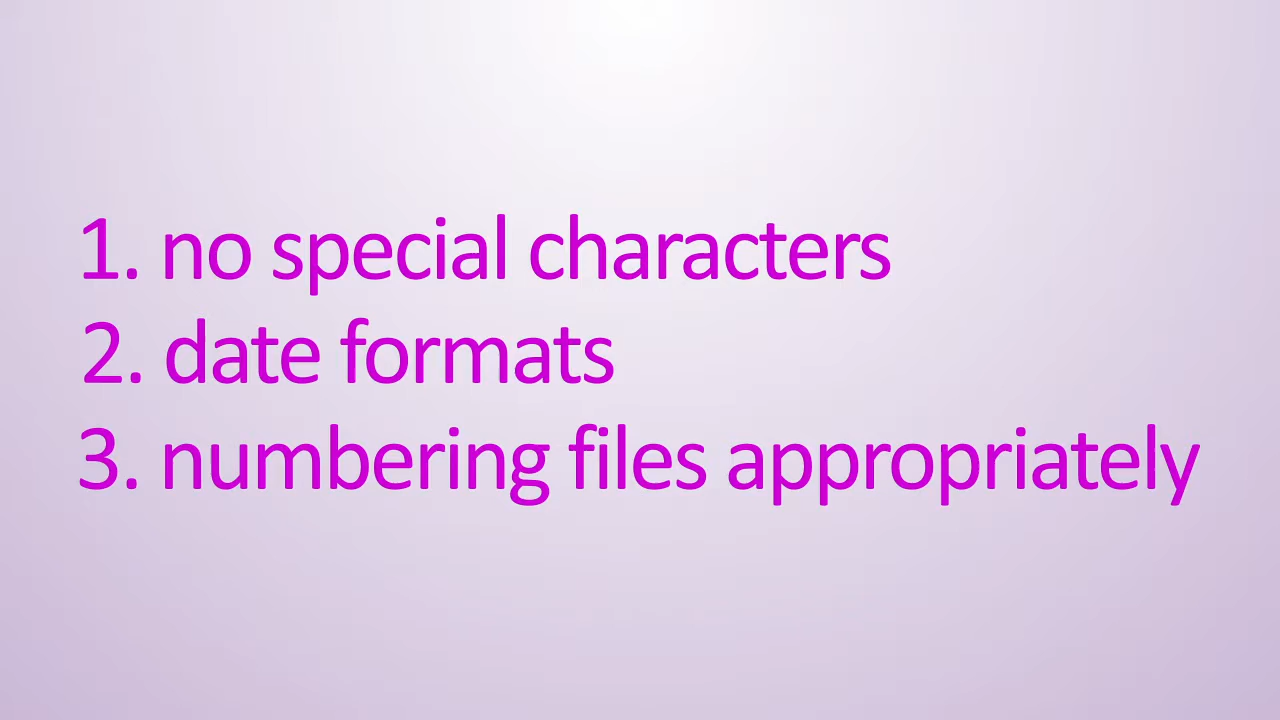 1. no special characters
2. date formats
3. numbering files appropriately